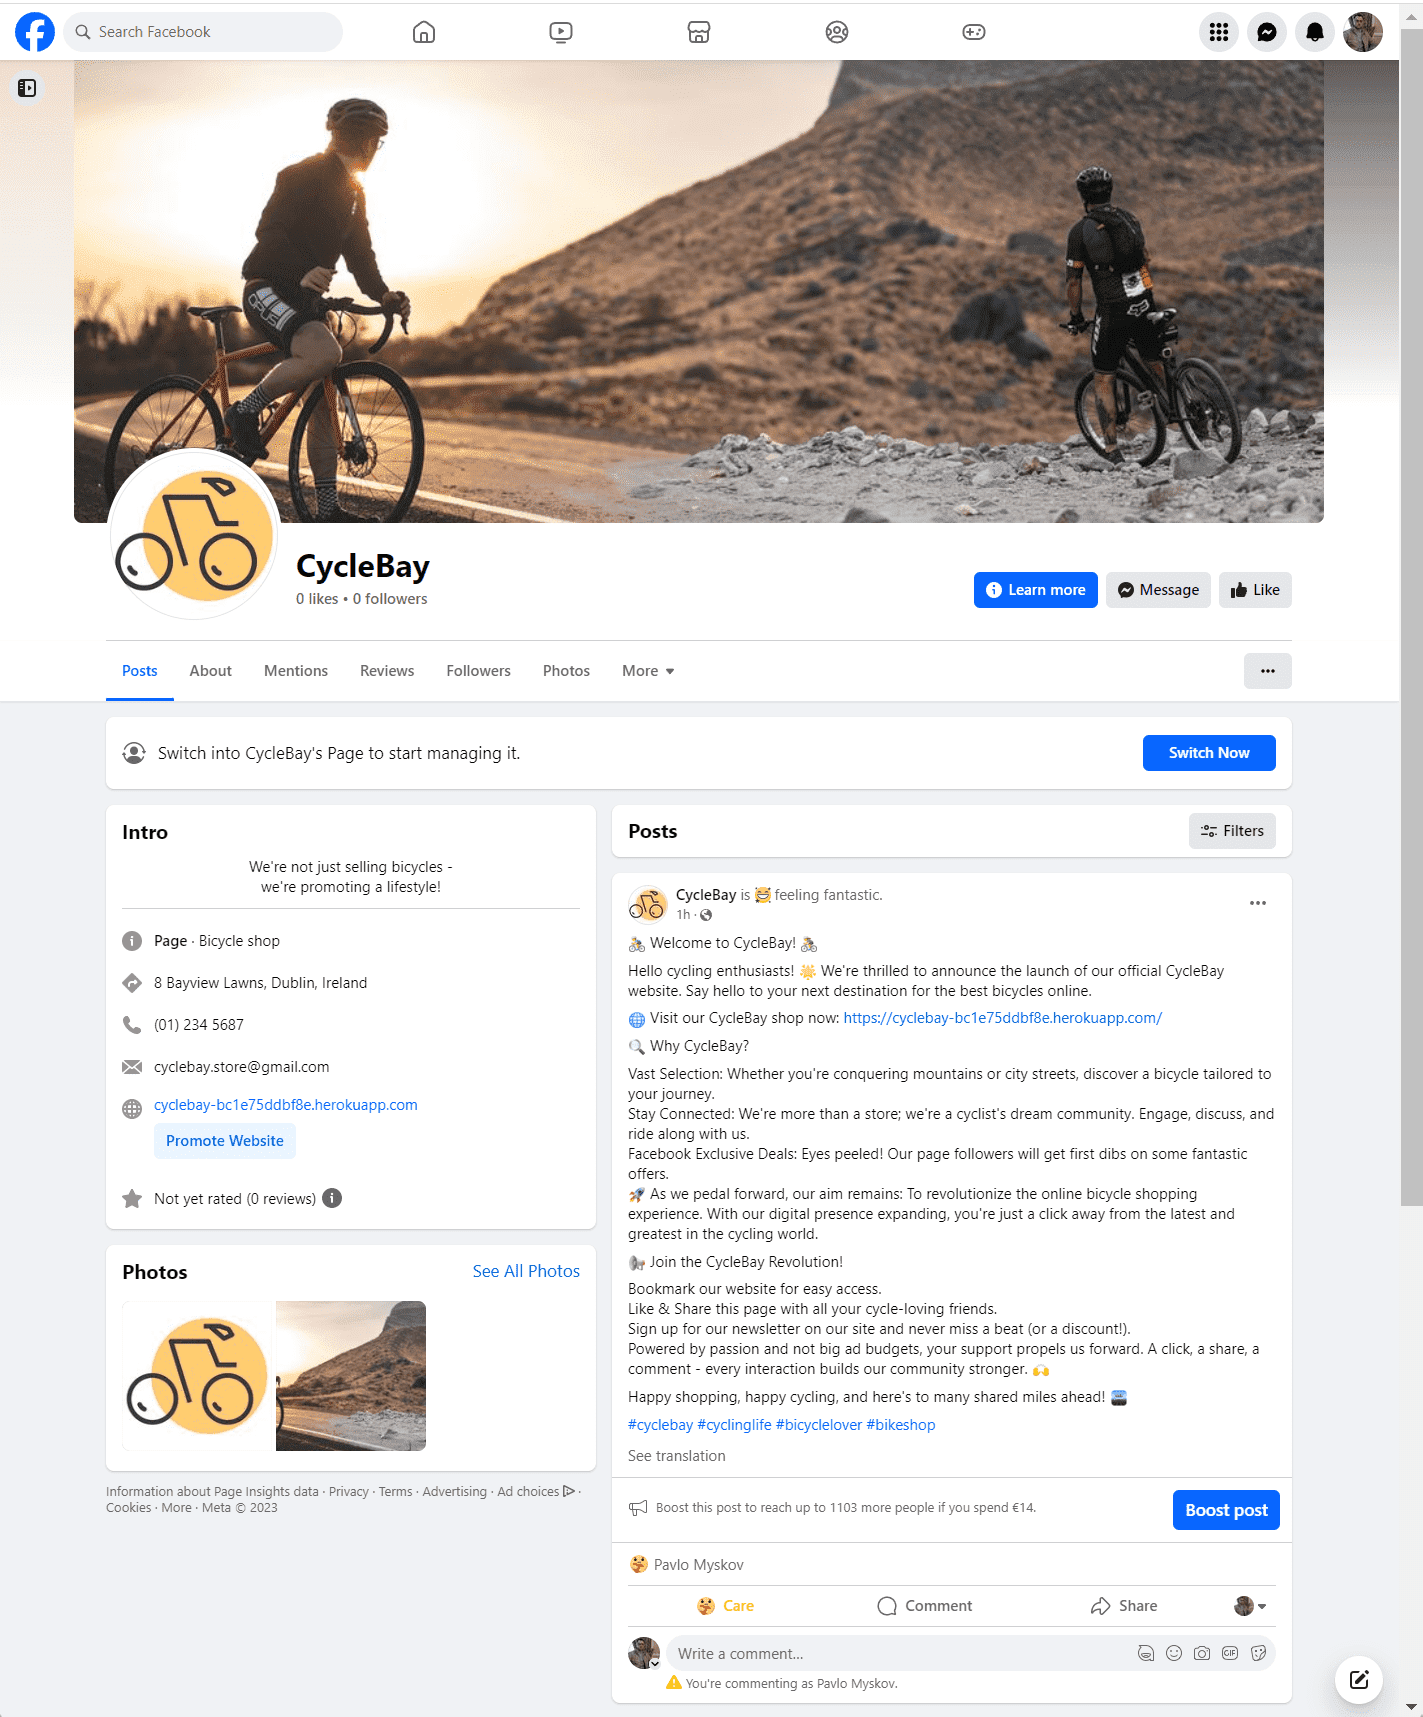 Search Facebook
CycleBay
0 likes • 0 followers
Learn more
Message
Like
Posts
About
Mentions
Reviews
Followers
Photos
More
Switch into CycleBay's Page to start managing it.
Switch Now
Intro
We're not just selling bicycles -
we're promoting a lifestyle!
Page · Bicycle shop
8 Bayview Lawns, Dublin, Ireland
(01) 234 5687
cyclebay.store@gmail.com
cyclebay-bc1e75ddbf8e.herokuapp.com
Promote Website
Not yet rated (0 reviews)
Photos
See All Photos
Information about Page Insights data · Privacy · Terms · Advertising · Ad choices ·
Cookies · More · Meta © 2023
Posts
Filters
CycleBay is 😆 feeling fantastic.
1h ·
🚴 Welcome to CycleBay! 🚴
Hello cycling enthusiasts! 🌟 We're thrilled to announce the launch of our official CycleBay
website. Say hello to your next destination for the best bicycles online.
🌐 Visit our CycleBay shop now: https://cyclebay-bc1e75ddbf8e.herokuapp.com/
🔍 Why CycleBay?
Vast Selection: Whether you're conquering mountains or city streets, discover a bicycle tailored to
your journey.
Stay Connected: We're more than a store; we're a cyclist's dream community. Engage, discuss, and
ride along with us.
Facebook Exclusive Deals: Eyes peeled! Our page followers will get first dibs on some fantastic
offers.
🚀 As we pedal forward, our aim remains: To revolutionize the online bicycle shopping
experience. With our digital presence expanding, you're just a click away from the latest and
greatest in the cycling world.
📢 Join the CycleBay Revolution!
Bookmark our website for easy access.
Like & Share this page with all your cycle-loving friends.
Sign up for our newsletter on our site and never miss a beat (or a discount!).
Powered by passion and not big ad budgets, your support propels us forward. A click, a share, a
comment - every interaction builds our community stronger. 🙌
Happy shopping, happy cycling, and here's to many shared miles ahead! 🛣️
#cyclebay #cyclinglife #bicyclelover #bikeshop
See translation
Boost this post to reach up to 1103 more people if you spend €14.
Boost post
Pavlo Myskov
Care
Comment
Share
Write a comment…
GIF
You're commenting as Pavlo Myskov.